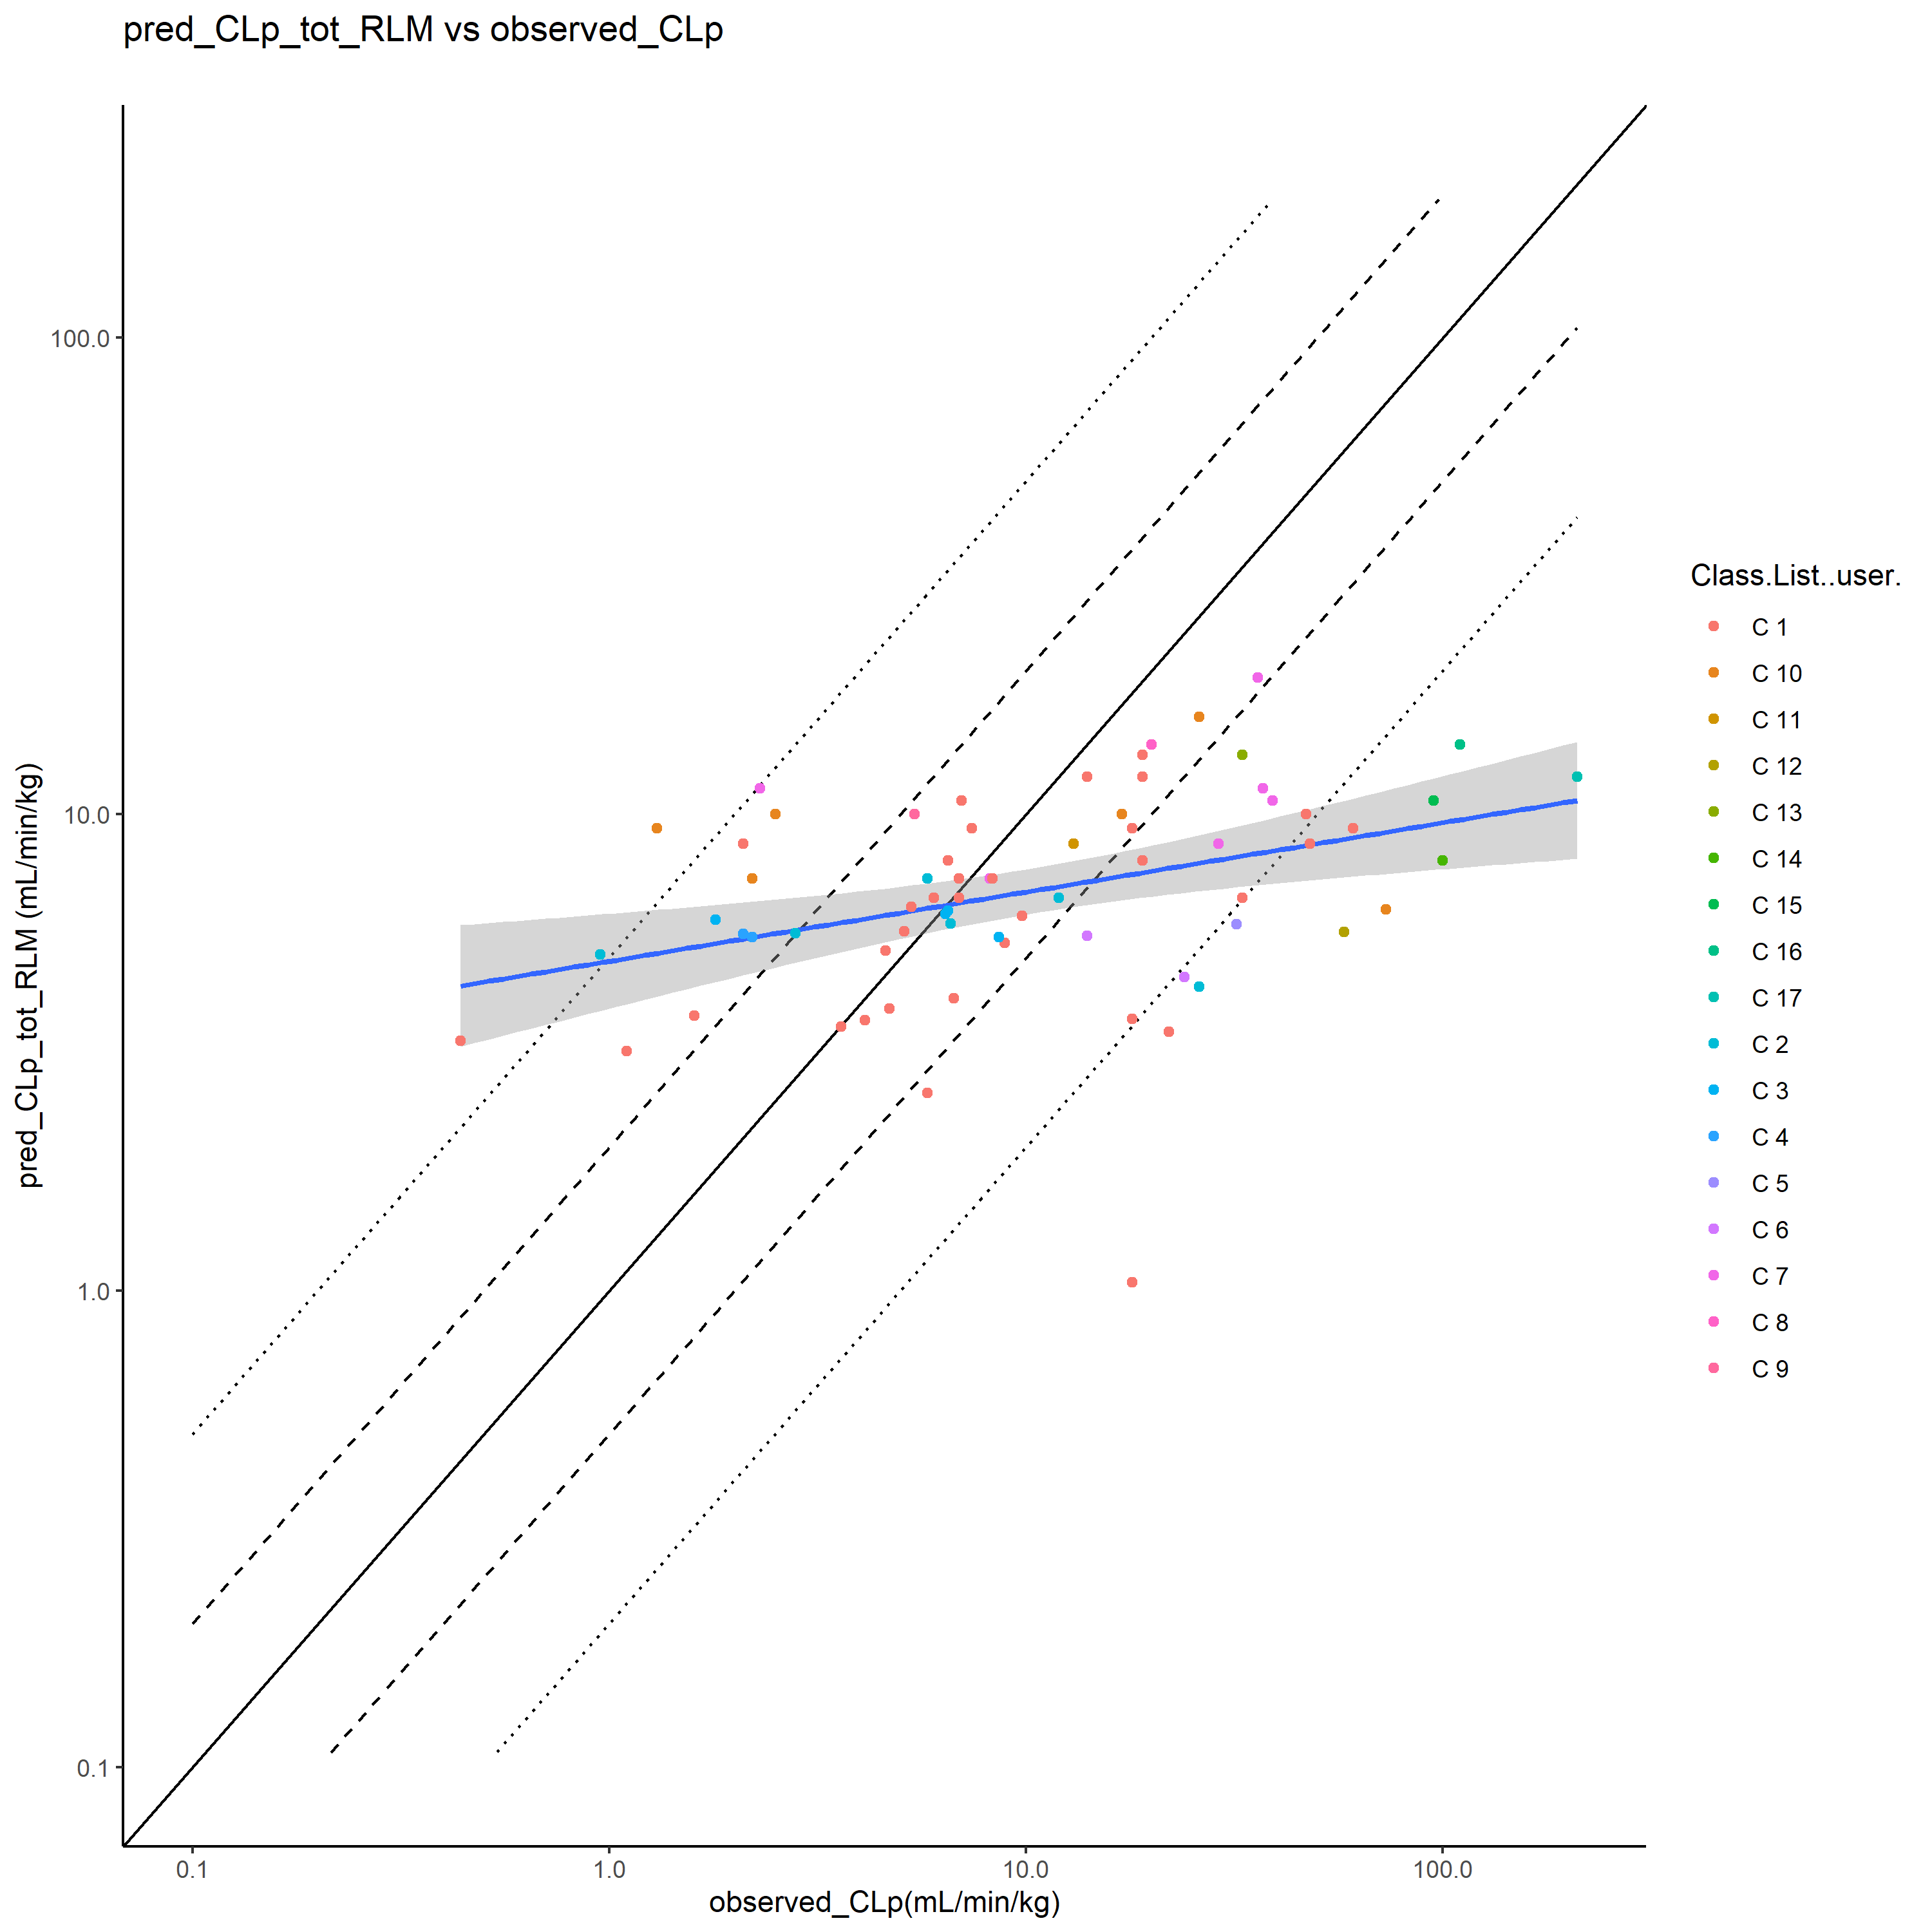 pred_CLp_tot_RLM vs observed_CLp
pred_CLp_tot_RLM (mL/min/kg)
100.0
10.0
1.0
0.1
0.1
1.0
10.0
100.0
observed_CLp(mL/min/kg)
Class.List..user.
C 1
C 10
C 11
C 12
C 13
C 14
C 15
C 16
C 17
C 2
C 3
C 4
C 5
C 6
C 7
C 8
C 9